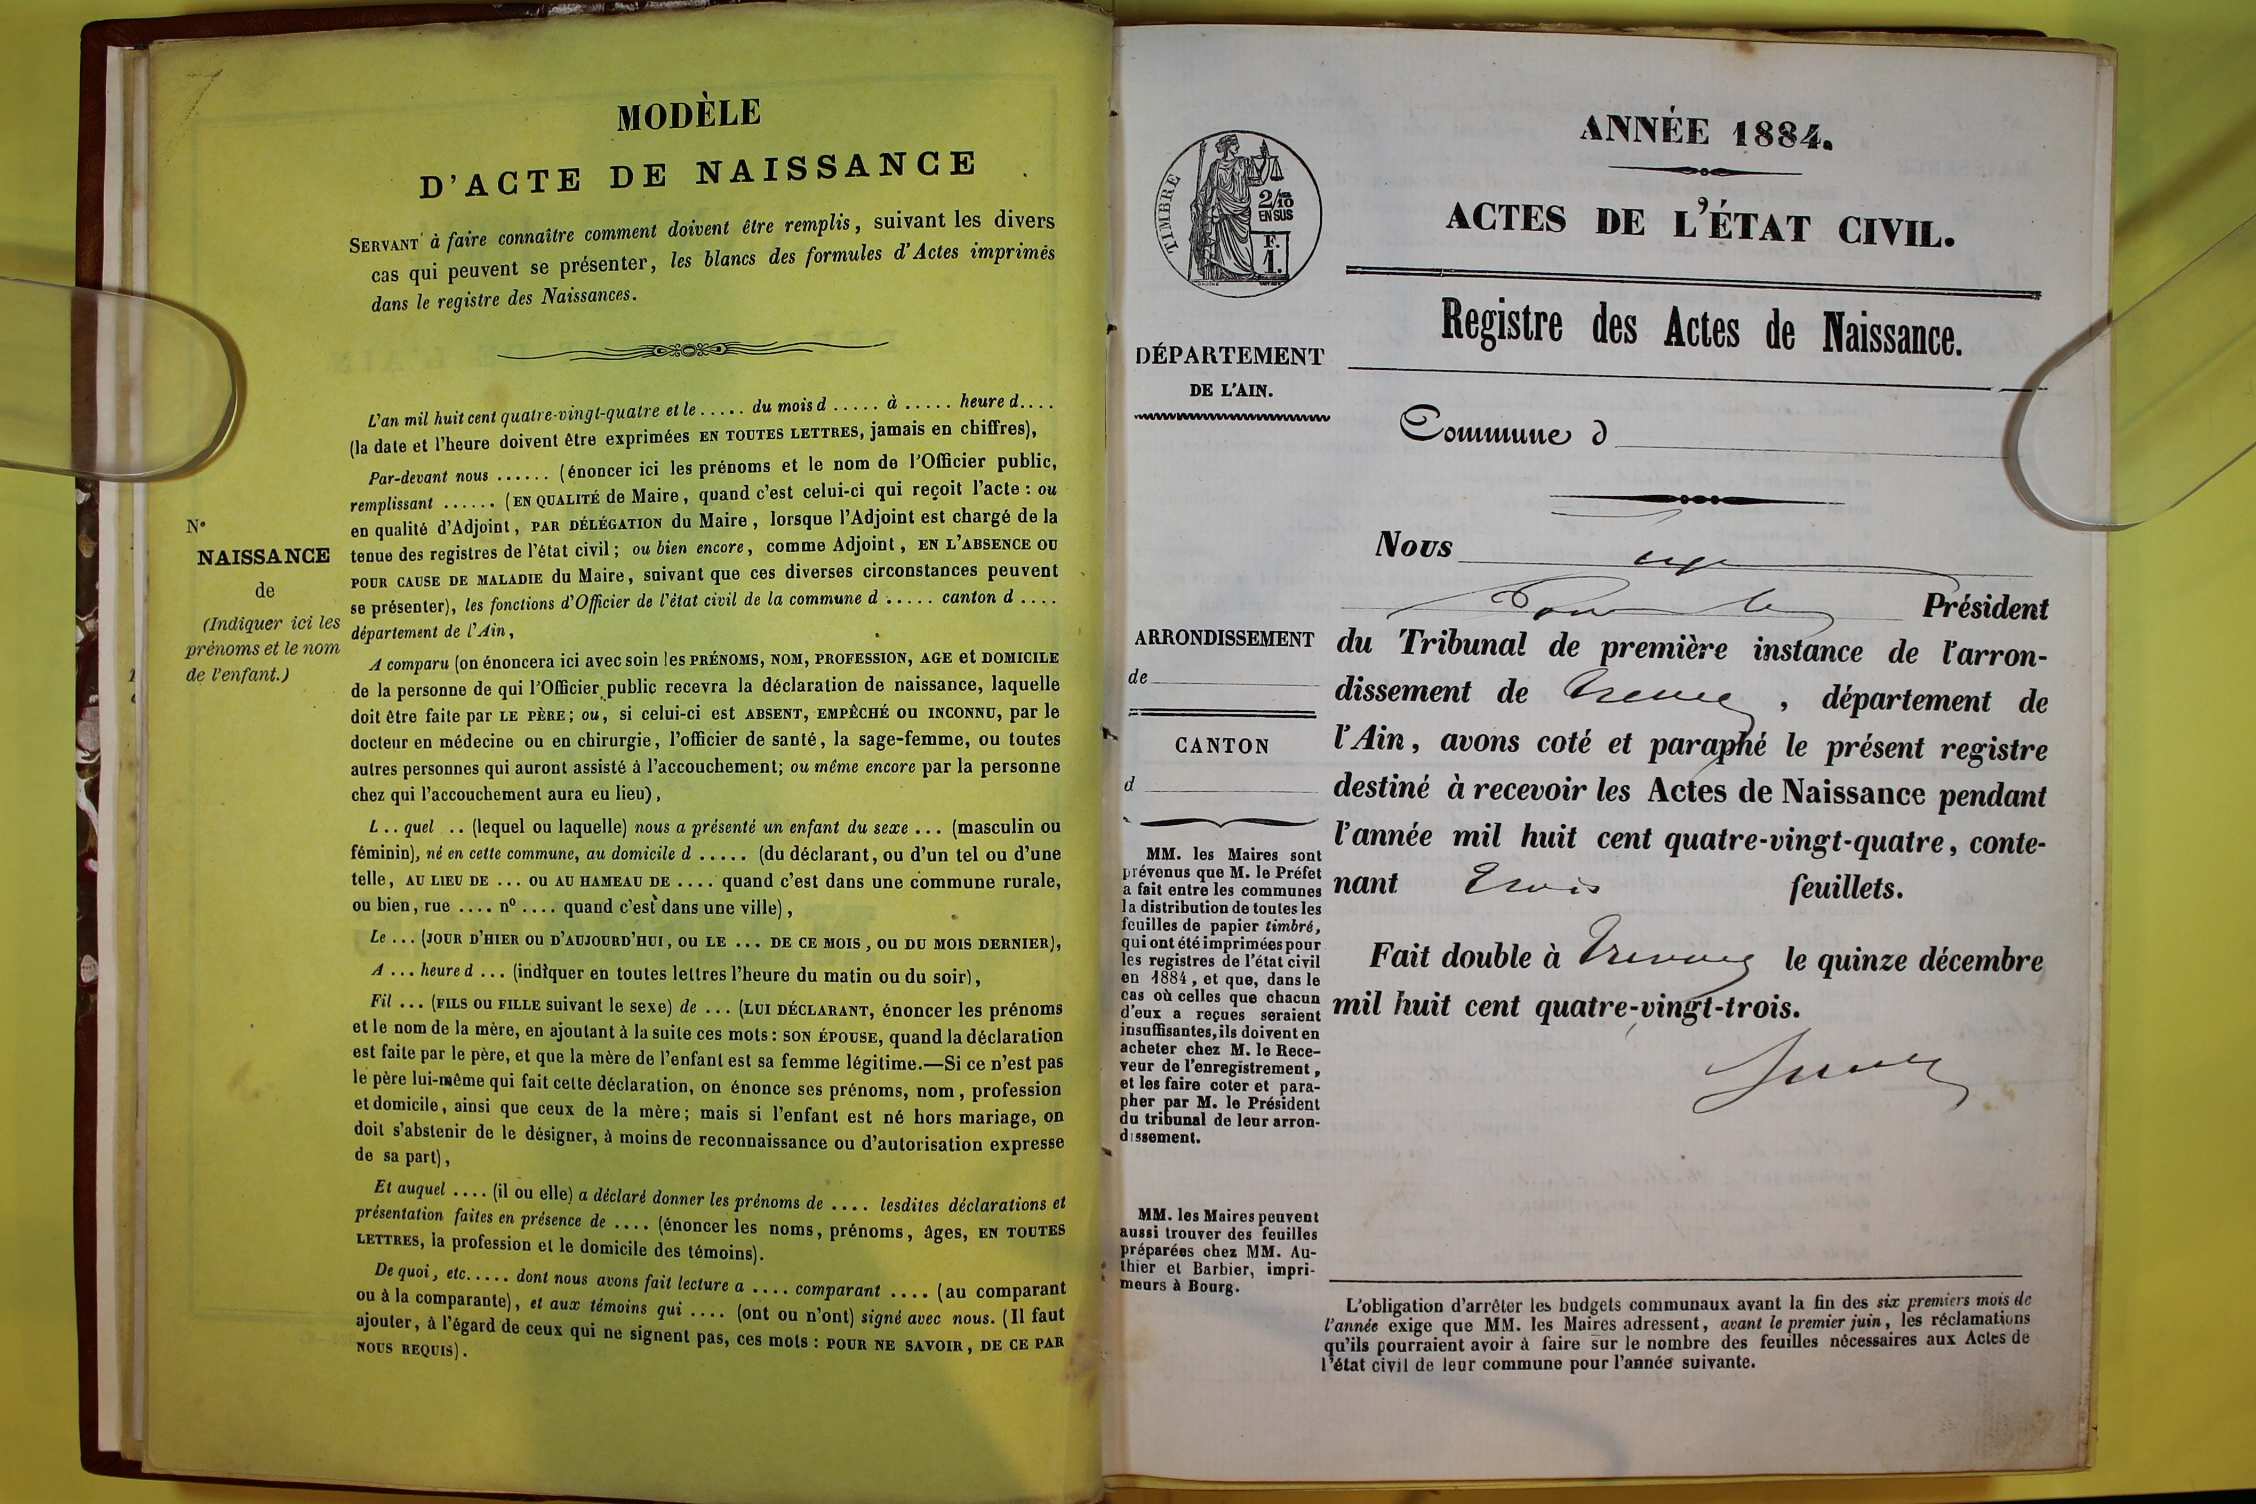 MODÈLE
D'ACTE DE NAISSANCE
SERVANT à faire connaître comment doivent être remplis, suivant les divers
cas qui peuvent se présenter, les blancs des formules d'Actes imprimés
dans le registre des Naissances.
L'an mil huit cent quatre-vingt-quatre et le ..... du mois d ..... à ..... heure d....
(la date et l'heure doivent être exprimées EN TOUTES LETTRES, jamais en chiffres),
Par-devant nous ...... (énoncer ici les prénoms et le nom de l'Officier public,
remplissant ...... (EN QUALITÉ de Maire, quand c'est celui-ci qui reçoit l'acte : ou
en qualité d'Adjoint, PAR DÉLÉGATION du Maire, lorsque l'Adjoint est chargé de la
tenue des registres de l'état civil; ou bien encore, comme Adjoint, EN L'ABSENCE OU
POUR CAUSE DE MALADIE du Maire, suivant que ces diverses circonstances peuvent
se présenter), les fonctions d'Officier de l'état civil de la commune d ..... canton d ....
département de l'Ain,
N°
NAISSANCE
de
(Indiquer ici les
prénoms et le nom
de l'enfant.)
A comparu (on énoncera ici avec soin les PRÉNOMS, NOM, PROFESSION, AGE et DOMICILE
de la personne de qui l'Officier public recevra la déclaration de naissance, laquelle
doit être faite par LE PÈRE; ou, si celui-ci est ABSENT, EMPÊCHÉ OU INCONNU, par le
docteur en médecine ou en chirurgie, l'officier de santé, la sage-femme, ou toutes
autres personnes qui auront assisté à l'accouchement; ou même encore par la personne
chez qui l'accouchement aura eu lieu),
L .. quel .. (lequel ou laquelle) nous a présenté un enfant du sexe ... (masculin ou
féminin), né en cette commune, au domicile d ..... (du déclarant, ou d'un tel ou d'une
telle, AU LIEU DE ... OU AU HAMEAU DE .... quand c'est dans une commune rurale,
ou bien, rue .... n° .... quand c'est dans une ville),
Le ... (JOUR D'HIER OU D'AUJOURD'HUI, OU LE ... DE CE MOIS, OU DU MOIS DERNIER),
A ... heure d ... (indiquer en toutes lettres l'heure du matin ou du soir),
Fil ... (FILS OU FILLE suivant le sexe) de ... (LUI DÉCLARANT, énoncer les prénoms
et le nom de la mère, en ajoutant à la suite ces mots : SON ÉPOUSE, quand la déclaration
est faite par le père, et que la mère de l'enfant est sa femme légitime.—Si ce n'est pas
le père lui-même qui fait cette déclaration, on énonce ses prénoms, nom, profession
et domicile, ainsi que ceux de la mère; mais si l'enfant est né hors mariage, on
doit s'abstenir de le désigner, à moins de reconnaissance ou d'autorisation expresse
de sa part),
Et auquel .... (il ou elle) a déclaré donner les prénoms de .... lesdites déclarations et
présentation faites en présence de .... (énoncer les noms, prénoms, âges, EN TOUTES
LETTRES, la profession et le domicile des témoins).
De quoi, etc..... dont nous avons fait lecture a .... comparant .... (au comparant
ou à la comparante), et aux témoins qui .... (ont ou n'ont) signé avec nous. (Il faut
ajouter, à l'égard de ceux qui ne signent pas, ces mots : POUR NE SAVOIR, DE CE PAR
NOUS REQUIS).
TIMBRE
2/10
EN SUS
F.
1.
DÉPARTEMENT
DE L'AIN.
ARRONDISSEMENT
de
CANTON
d
MM. les Maires sont
prévenus que M. le Préfet
a fait entre les communes
la distribution de toutes les
feuilles de papier timbré,
qui ont été imprimées pour
les registres de l'état civil
en 1884, et que, dans le
cas où celles que chacun
d'eux a reçues seraient
insuffisantes, ils doivent en
acheter chez M. le Rece-
veur de l'enregistrement,
et les faire coter et para-
pher par M. le Président
du tribunal de leur arron-
dissement.
MM. les Maires peuvent
aussi trouver des feuilles
préparées chez MM. Au-
thier et Barbier, impri-
meurs à Bourg.
ANNÉE 1884.
ACTES DE L'ÉTAT CIVIL.
Registre des Actes de Naissance.
Commune d
Nous
Président
du Tribunal de première instance de l'arron-
dissement de Trévoux, département de
l'Ain, avons coté et paraphé le présent registre
destiné à recevoir les Actes de Naissance pendant
l'année mil huit cent quatre-vingt-quatre, conte-
nant Trois feuillets.
Fait double à Trévoux le quinze décembre
mil huit cent quatre-vingt-trois.
L'obligation d'arrêter les budgets communaux avant la fin des six premiers mois de
l'année exige que MM. les Maires adressent, avant le premier juin, les réclamations
qu'ils pourraient avoir à faire sur le nombre des feuilles nécessaires aux Actes de
l'état civil de leur commune pour l'année suivante.